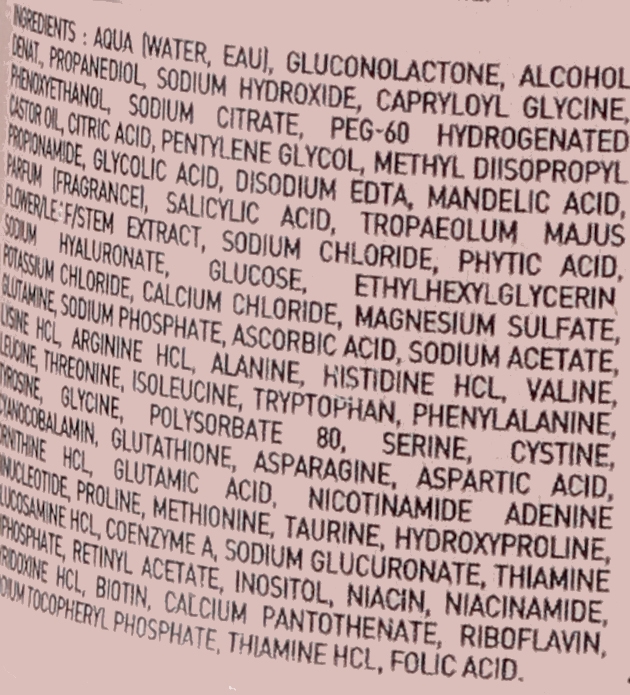 INGREDIENTS : AQUA (WATER, EAU), GLUCONOLACTONE, ALCOHOL
DENAT., PROPANEDIOL, SODIUM HYDROXIDE, CAPRYLOYL GLYCINE,
PHENOXYETHANOL, SODIUM CITRATE, PEG-60 HYDROGENATED
CASTOR OIL, CITRIC ACID, PENTYLENE GLYCOL, METHYL DIISOPROPYL
PROPIONAMIDE, GLYCOLIC ACID, DISODIUM EDTA, MANDELIC ACID,
PARFUM (FRAGRANCE), SALICYLIC ACID, TROPAEOLUM MAJUS
FLOWER/LEAF/STEM EXTRACT, SODIUM CHLORIDE, PHYTIC ACID,
SODIUM HYALURONATE, GLUCOSE, ETHYLHEXYLGLYCERIN
POTASSIUM CHLORIDE, CALCIUM CHLORIDE, MAGNESIUM SULFATE,
GLUTAMINE, SODIUM PHOSPHATE, ASCORBIC ACID, SODIUM ACETATE,
LYSINE HCL, ARGININE HCL, ALANINE, HISTIDINE HCL, VALINE,
LEUCINE, THREONINE, ISOLEUCINE, TRYPTOPHAN, PHENYLALANINE,
TYROSINE, GLYCINE, POLYSORBATE 80, SERINE, CYSTINE,
CYANOCOBALAMIN, GLUTATHIONE, ASPARAGINE, ASPARTIC ACID,
ORNITHINE HCL, GLUTAMIC ACID, NICOTINAMIDE ADENINE
INUCLEOTIDE, PROLINE, METHIONINE, TAURINE, HYDROXYPROLINE,
LUCOSAMINE HCL, COENZYME A, SODIUM GLUCURONATE, THIAMINE
IPHOSPHATE, RETINYL ACETATE, INOSITOL, NIACIN, NIACINAMIDE,
YRIDOXINE HCL, BIOTIN, CALCIUM PANTOTHENATE, RIBOFLAVIN,
DIUM TOCOPHERYL PHOSPHATE, THIAMINE HCL, FOLIC ACID.